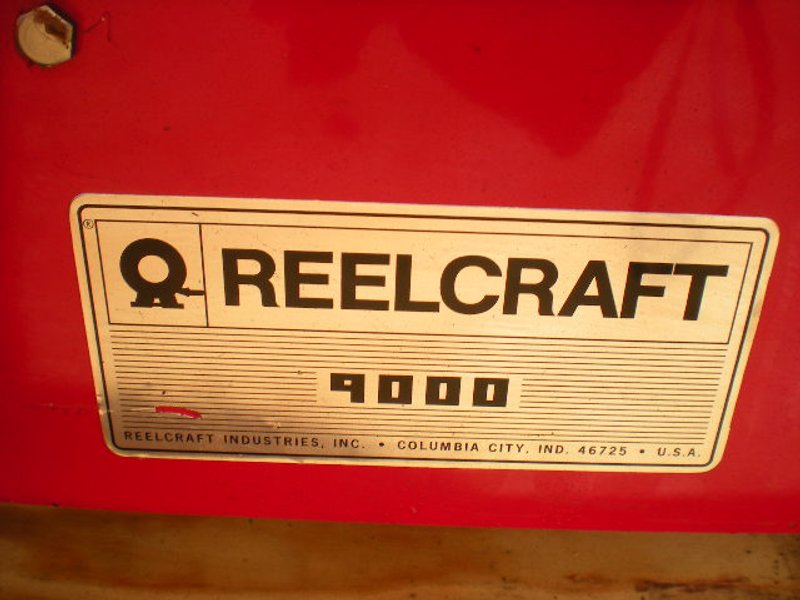 ®
REELCRAFT
9000
REELCRAFT INDUSTRIES, INC. • COLUMBIA CITY, IND. 46725 • U.S.A.